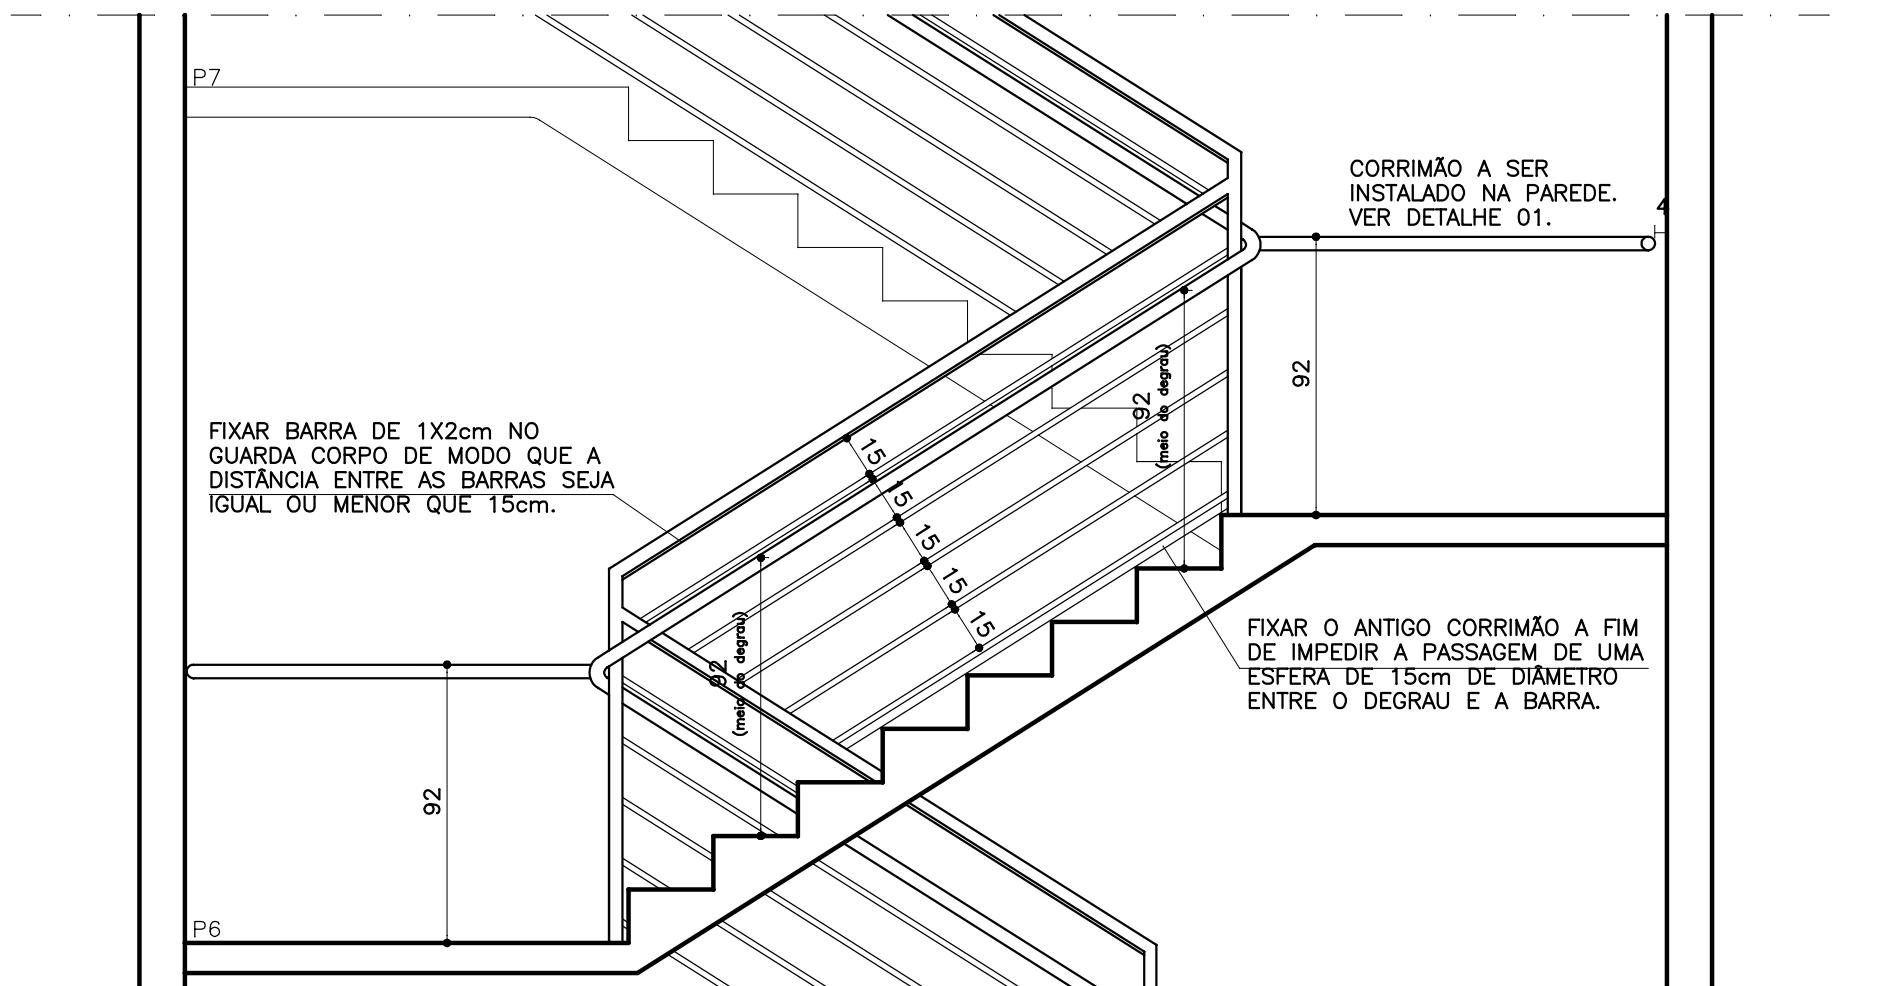 P7
CORRIMÃO A SER
INSTALADO NA PAREDE.
VER DETALHE 01.
4
92
(meio do degrau)
92
FIXAR BARRA DE 1X2cm NO
GUARDA CORPO DE MODO QUE A
DISTÂNCIA ENTRE AS BARRAS SEJA
IGUAL OU MENOR QUE 15cm.
15
15
15
15
15
92
(meio do degrau)
FIXAR O ANTIGO CORRIMÃO A FIM
DE IMPEDIR A PASSAGEM DE UMA
ESFERA DE 15cm DE DIÂMETRO
ENTRE O DEGRAU E A BARRA.
92
P6